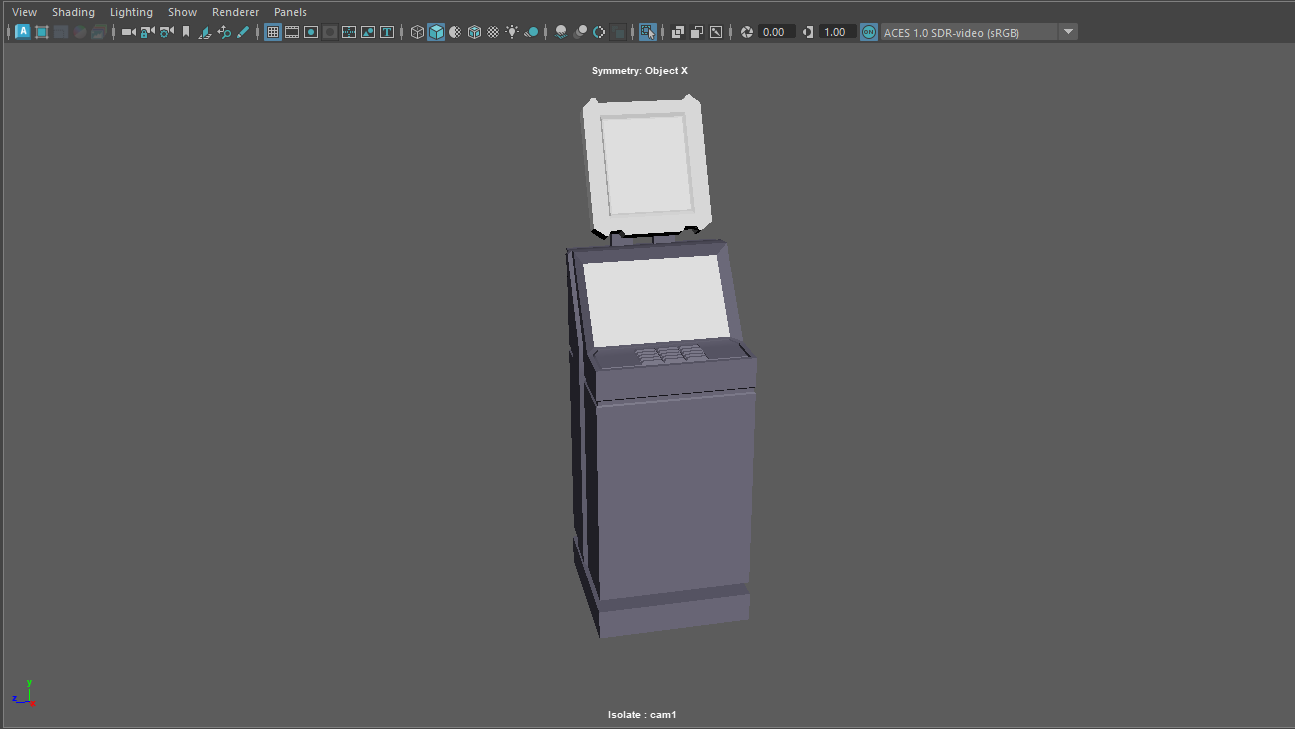 View Shading Lighting Show Renderer Panels
A 0.00 1.00 ON ACES 1.0 SDR-video (sRGB)
Symmetry: Object X
y
z x
Isolate : cam1